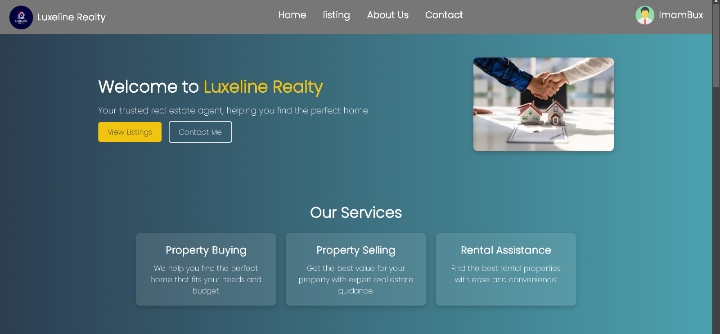 Luxeline Realty
Home listing About Us Contact
ImamBux
Welcome to Luxeline Realty
Your trusted real estate agent, helping you find the perfect home.
View Listings Contact Me
Our Services
Property Buying
We help you find the perfect
home that fits your needs and
budget.
Property Selling
Get the best value for your
property with expert real estate
guidance.
Rental Assistance
Find the best rental properties
with ease and convenience.